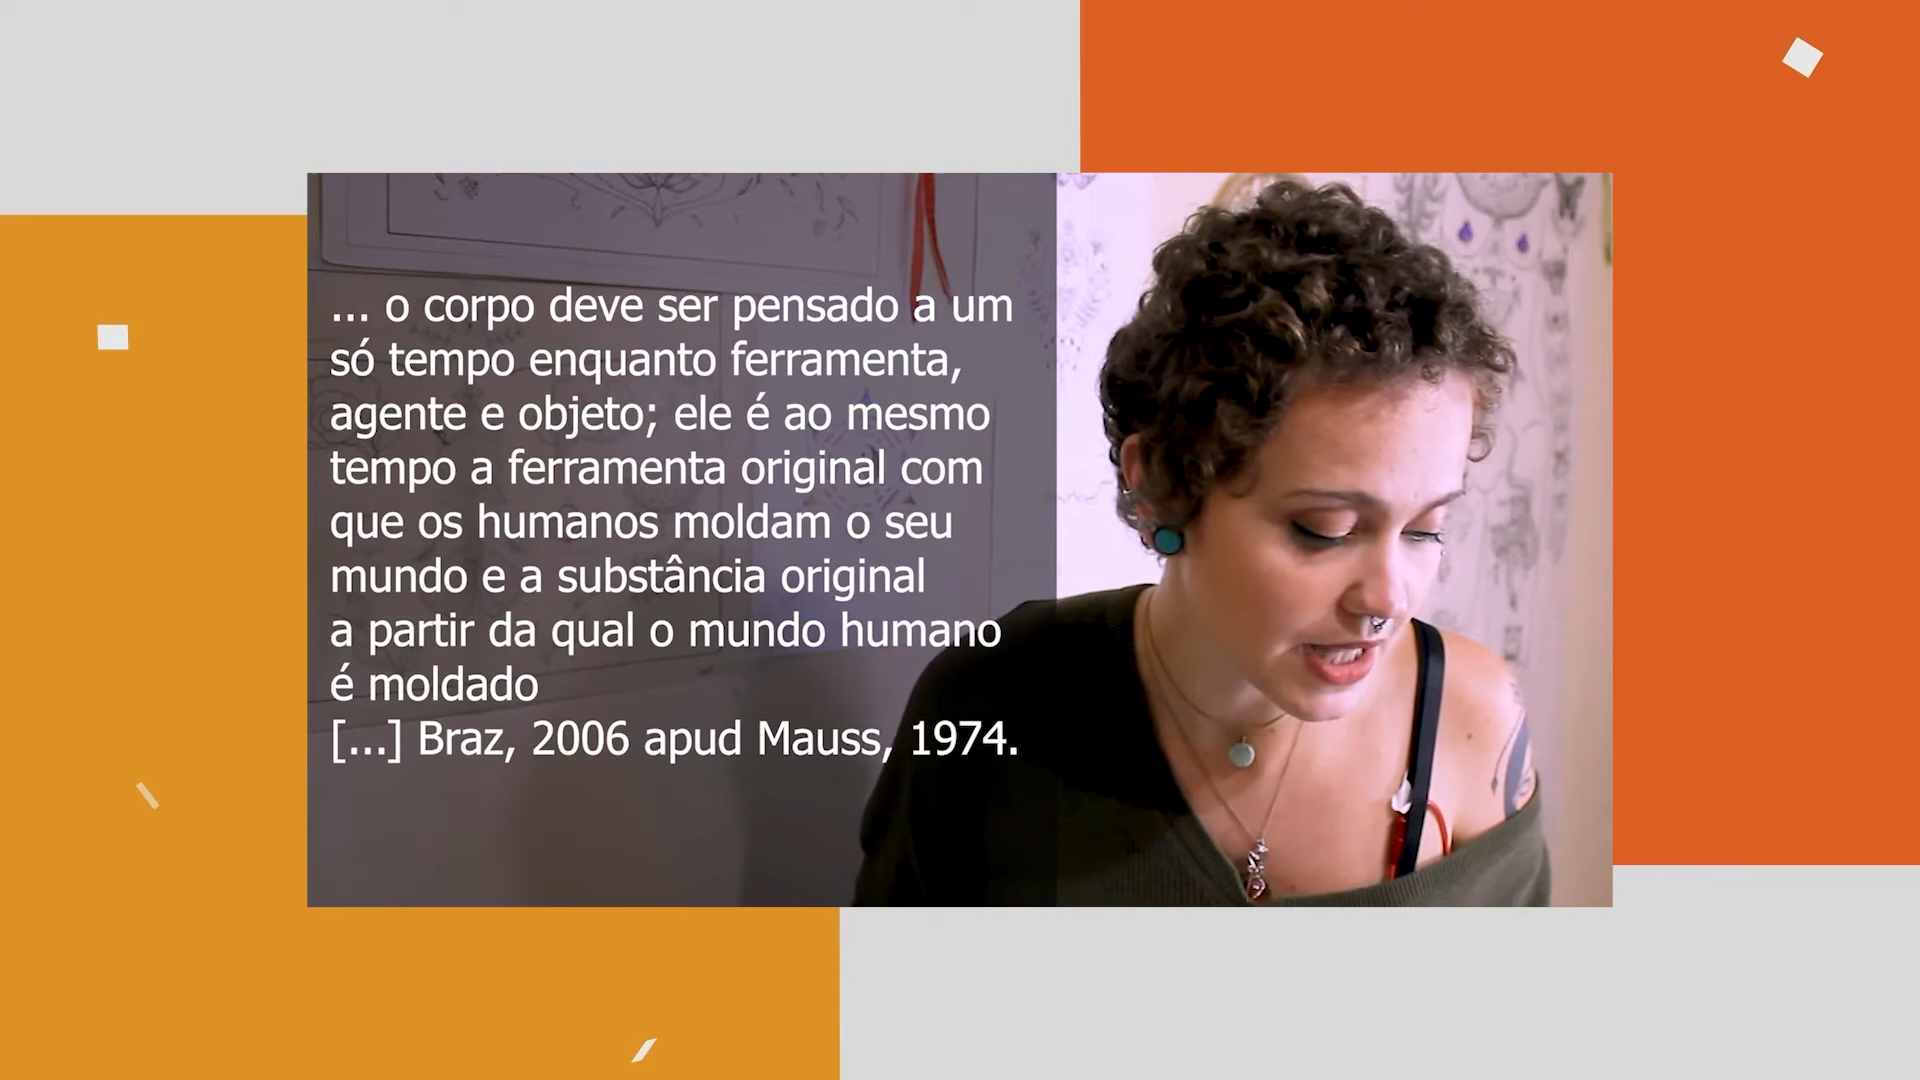 ... o corpo deve ser pensado a um
só tempo enquanto ferramenta,
agente e objeto; ele é ao mesmo
tempo a ferramenta original com
que os humanos moldam o seu
mundo e a substância original
a partir da qual o mundo humano
é moldado
[...] Braz, 2006 apud Mauss, 1974.